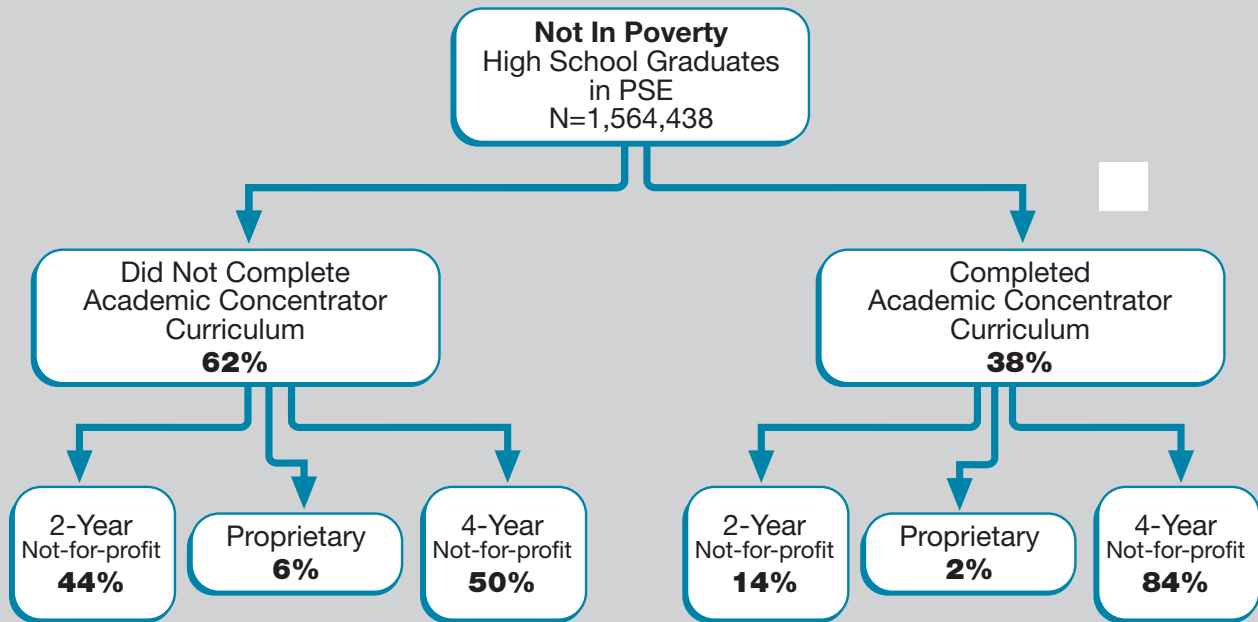 Not In Poverty
High School Graduates
in PSE
N=1,564,438
Did Not Complete
Academic Concentrator
Curriculum
62%
Completed
Academic Concentrator
Curriculum
38%
2-Year
Not-for-profit
44%
Proprietary
6%
4-Year
Not-for-profit
50%
2-Year
Not-for-profit
14%
Proprietary
2%
4-Year
Not-for-profit
84%